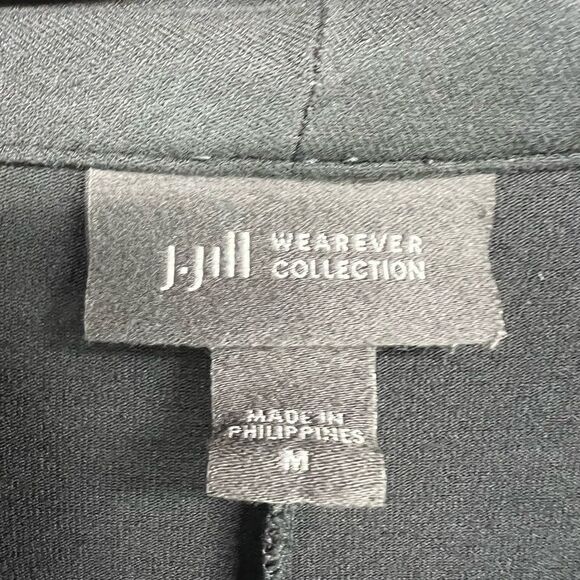 J.Jill WEAREVER
COLLECTION
MADE IN
PHILIPPINES
M